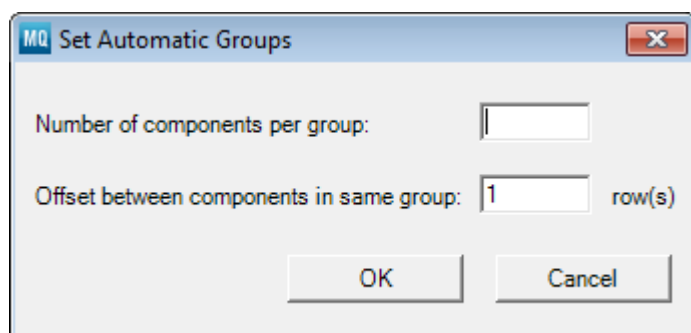 MQ Set Automatic Groups
Number of components per group:
Offset between components in same group: 1 row(s)
OK Cancel